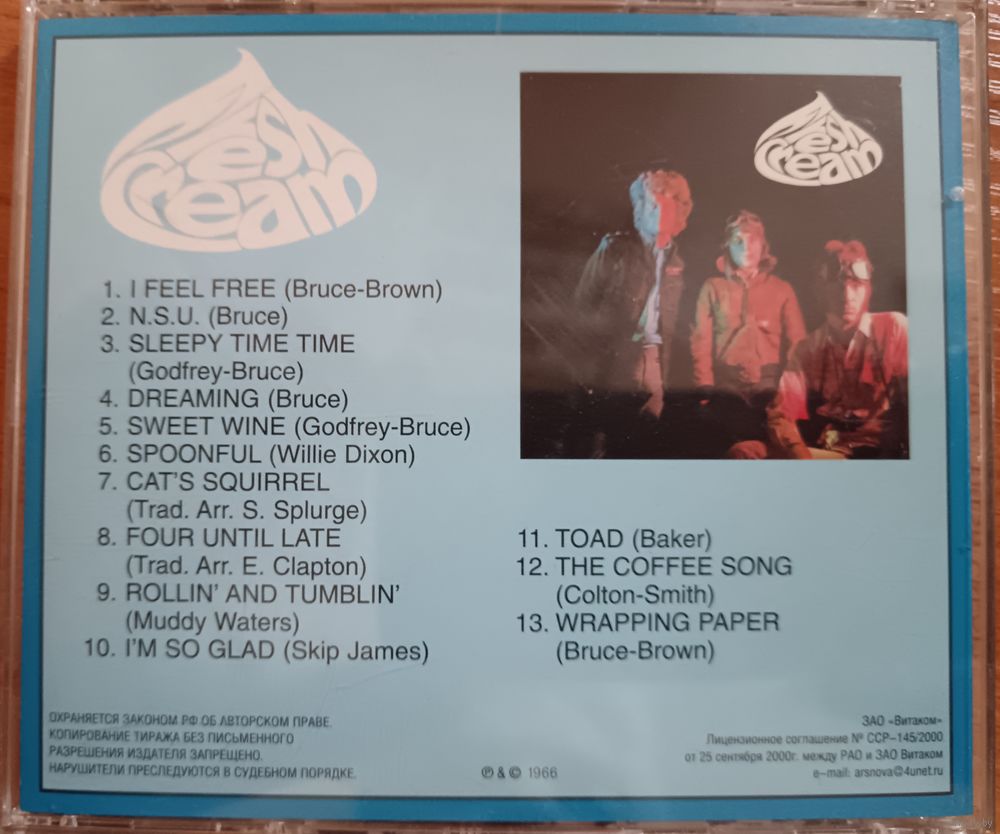 Fresh
Cream
Fresh
Cream
1. I FEEL FREE (Bruce-Brown)
2. N.S.U. (Bruce)
3. SLEEPY TIME TIME
(Godfrey-Bruce)
4. DREAMING (Bruce)
5. SWEET WINE (Godfrey-Bruce)
6. SPOONFUL (Willie Dixon)
7. CAT'S SQUIRREL
(Trad. Arr. S. Splurge)
8. FOUR UNTIL LATE
(Trad. Arr. E. Clapton)
9. ROLLIN' AND TUMBLIN'
(Muddy Waters)
10. I'M SO GLAD (Skip James)
11. TOAD (Baker)
12. THE COFFEE SONG
(Colton-Smith)
13. WRAPPING PAPER
(Bruce-Brown)
ОХРАНЯЕТСЯ ЗАКОНОМ РФ ОБ АВТОРСКОМ ПРАВЕ.
КОПИРОВАНИЕ ТИРАЖА БЕЗ ПИСЬМЕННОГО
РАЗРЕШЕНИЯ ИЗДАТЕЛЯ ЗАПРЕЩЕНО.
НАРУШИТЕЛИ ПРЕСЛЕДУЮТСЯ В СУДЕБНОМ ПОРЯДКЕ.
℗ & © 1966
ЗАО «Витаком»
Лицензионное соглашение № ССР-145/2000
от 25 сентября 2000г. между РАО и ЗАО Витаком
e-mail: arsnova@4unet.ru